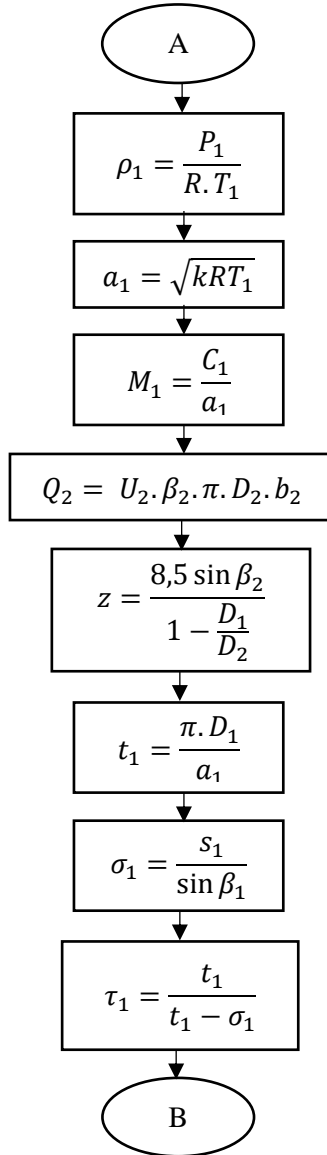 A
ρ₁ = P₁ / R.T₁
a₁ = √kRT₁
M₁ = C₁ / a₁
Q₂ = U₂.β₂.π.D₂.b₂
z = 8,5 sin β₂ / 1 − D₁ / D₂
t₁ = π.D₁ / a₁
σ₁ = s₁ / sin β₁
τ₁ = t₁ / t₁ − σ₁
B